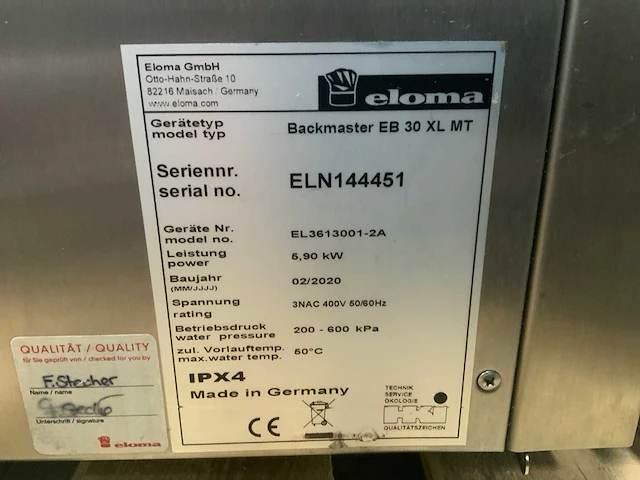 Eloma GmbH
Otto-Hahn-Straße 10
82216 Maisach / Germany
www.eloma.com
eloma
Gerätetyp
model typ
Backmaster EB 30 XL MT
Seriennr.
serial no.
ELN144451
Geräte Nr.
model no.
EL3613001-2A
Leistung
power
5,90 kW
Baujahr
(MM/JJJJ)
02/2020
Spannung
rating
3NAC 400V 50/60Hz
Betriebsdruck
water pressure
200 - 600 kPa
zul. Vorlauftemp.
max.water temp.
50°C
IPX4
Made in Germany
CE
TECHNIK
SERVICE
ÖKOLOGIE
HKI
QUALITÄTSZEICHEN
QUALITÄT / QUALITY
für Sie geprüft von / checked for you by
F. Stecher
Name / name
Unterschrift / signature
eloma